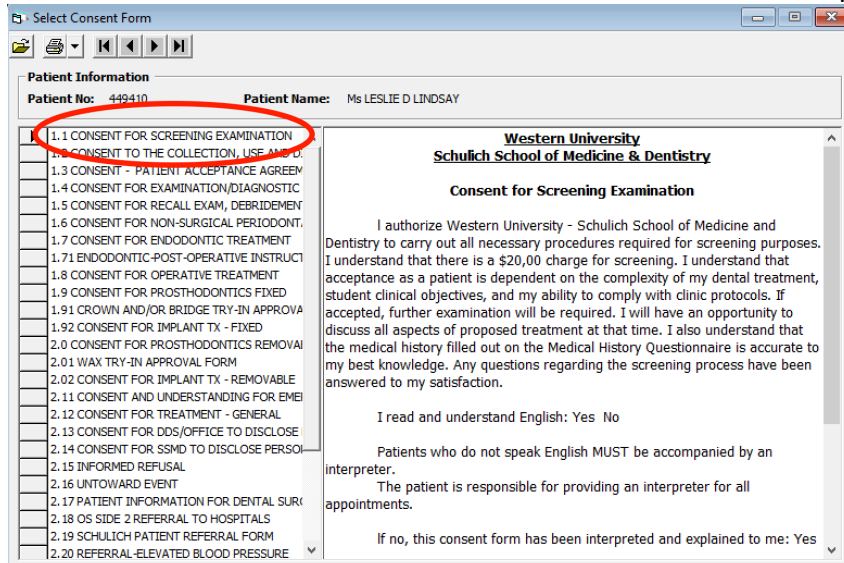 Select Consent Form
Patient Information
Patient No: 449410 Patient Name: Ms LESLIE D LINDSAY
1.1 CONSENT FOR SCREENING EXAMINATION
1.2 CONSENT TO THE COLLECTION, USE AND D
1.3 CONSENT - PATIENT ACCEPTANCE AGREEM
1.4 CONSENT FOR EXAMINATION/DIAGNOSTIC
1.5 CONSENT FOR RECALL EXAM, DEBRIDEMEN
1.6 CONSENT FOR NON-SURGICAL PERIODONT
1.7 CONSENT FOR ENDODONTIC TREATMENT
1.71 ENDODONTIC-POST-OPERATIVE INSTRUCT
1.8 CONSENT FOR OPERATIVE TREATMENT
1.9 CONSENT FOR PROSTHODONTICS FIXED
1.91 CROWN AND/OR BRIDGE TRY-IN APPROVA
1.92 CONSENT FOR IMPLANT TX - FIXED
2.0 CONSENT FOR PROSTHODONTICS REMOVAI
2.01 WAX TRY-IN APPROVAL FORM
2.02 CONSENT FOR IMPLANT TX - REMOVABLE
2.11 CONSENT AND UNDERSTANDING FOR EMEI
2.12 CONSENT FOR TREATMENT - GENERAL
2.13 CONSENT FOR DDS/OFFICE TO DISCLOSE
2.14 CONSENT FOR SSMD TO DISCLOSE PERSOI
2.15 INFORMED REFUSAL
2.16 UNTOWARD EVENT
2.17 PATIENT INFORMATION FOR DENTAL SUR
2.18 OS SIDE 2 REFERRAL TO HOSPITALS
2.19 SCHULICH PATIENT REFERRAL FORM
2.20 REFERRAL-ELEVATED BLOOD PRESSURE
Western University
Schulich School of Medicine & Dentistry
Consent for Screening Examination
I authorize Western University - Schulich School of Medicine and
Dentistry to carry out all necessary procedures required for screening purposes.
I understand that there is a $20,00 charge for screening. I understand that
acceptance as a patient is dependent on the complexity of my dental treatment,
student clinical objectives, and my ability to comply with clinic protocols. If
accepted, further examination will be required. I will have an opportunity to
discuss all aspects of proposed treatment at that time. I also understand that
the medical history filled out on the Medical History Questionnaire is accurate to
my best knowledge. Any questions regarding the screening process have been
answered to my satisfaction.
I read and understand English: Yes No
Patients who do not speak English MUST be accompanied by an
interpreter.
The patient is responsible for providing an interpreter for all
appointments.
If no, this consent form has been interpreted and explained to me: Yes